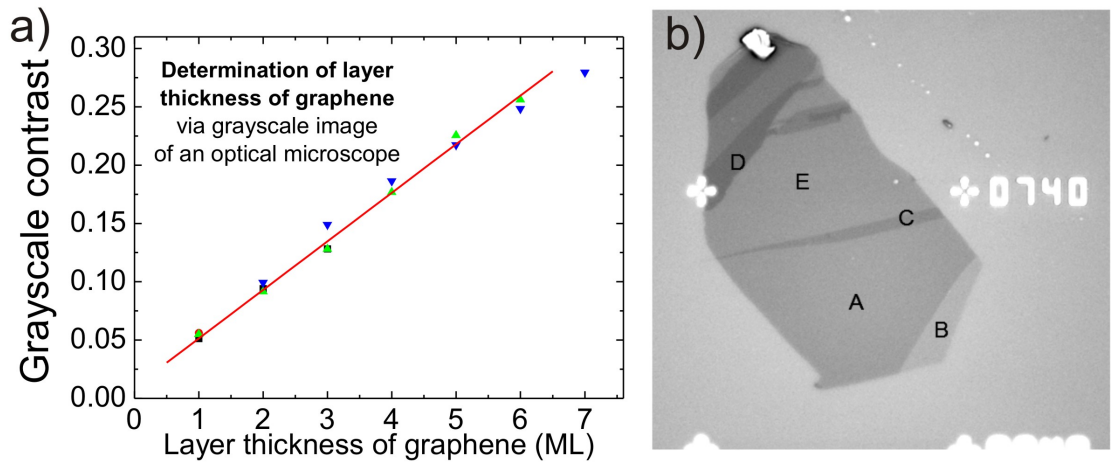 a)
Grayscale contrast
0.30
0.25
0.20
0.15
0.10
0.05
0.00
Determination of layer
thickness of graphene
via grayscale image
of an optical microscope
0 1 2 3 4 5 6 7
Layer thickness of graphene (ML)
b)
D
E
0740
C
A
B